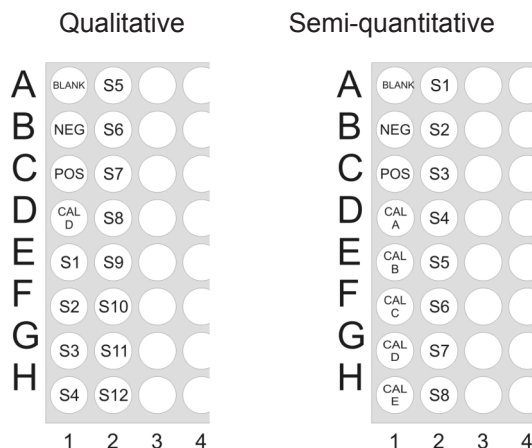 Qualitative Semi-quantitative
A BLANK S5 A BLANK S1
B NEG S6 B NEG S2
C POS S7 C POS S3
D CAL D S8 D CAL A S4
E S1 S9 E CAL B S5
F S2 S10 F CAL C S6
G S3 S11 G CAL D S7
H S4 S12 H CAL E S8
1 2 3 4 1 2 3 4